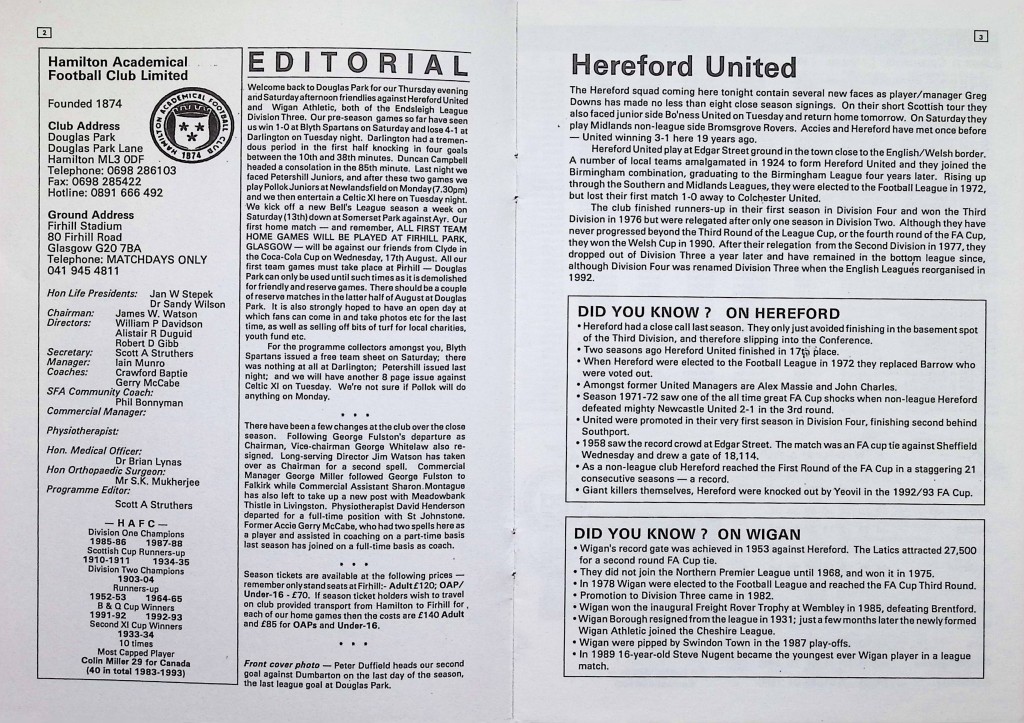 2
Hamilton Academical
Football Club Limited
Founded 1874
HAMILTON ACADEMICAL FOOTBALL CLUB
1874
Club Address
Douglas Park
Douglas Park Lane
Hamilton ML3 0DF
Telephone: 0698 286103
Fax: 0698 285422
Hotline: 0891 666 492
Ground Address
Firhill Stadium
80 Firhill Road
Glasgow G20 7BA
Telephone: MATCHDAYS ONLY
041 945 4811
Hon Life Presidents: Jan W Stepek
Dr Sandy Wilson
Chairman: James W. Watson
Directors: William P Davidson
Alistair R Duguid
Robert D Gibb
Secretary: Scott A Struthers
Manager: Iain Munro
Coaches: Crawford Baptie
Gerry McCabe
SFA Community Coach:
Phil Bonnyman
Commercial Manager:
Physiotherapist:
Hon. Medical Officer:
Dr Brian Lynas
Hon Orthopaedic Surgeon:
Mr S.K. Mukherjee
Programme Editor:
Scott A Struthers
— H A F C —
Division One Champions
1985-86 1987-88
Scottish Cup Runners-up
1910-1911 1934-35
Division Two Champions
1903-04
Runners-up
1952-53 1964-65
B & Q Cup Winners
1991-92 1992-93
Second XI Cup Winners
1933-34
10 times
Most Capped Player
Colin Miller 29 for Canada
(40 in total 1983-1993)
EDITORIAL
Welcome back to Douglas Park for our Thursday evening
and Saturday afternoon friendlies against Hereford United
and Wigan Athletic, both of the Endsleigh League
Division Three. Our pre-season games so far have seen
us win 1-0 at Blyth Spartans on Saturday and lose 4-1 at
Darlington on Tuesday night. Darlington had a tremen-
dous period in the first half knocking in four goals
between the 10th and 38th minutes. Duncan Campbell
headed a consolation in the 85th minute. Last night we
faced Petershill Juniors, and after these two games we
play Pollok Juniors at Newlandsfield on Monday (7.30pm)
and we then entertain a Celtic XI here on Tuesday night.
We kick off a new Bell's League season a week on
Saturday (13th) down at Somerset Park against Ayr. Our
first home match — and remember, ALL FIRST TEAM
HOME GAMES WILL BE PLAYED AT FIRHILL PARK,
GLASGOW — will be against our friends from Clyde in
the Coca-Cola Cup on Wednesday, 17th August. All our
first team games must take place at Pirhill — Douglas
Park can only be used until such times as it is demolished
for friendly and reserve games. There should be a couple
of reserve matches in the latter half of August at Douglas
Park. It is also strongly hoped to have an open day at
which fans can come in and take photos etc for the last
time, as well as selling off bits of turf for local charities,
youth fund etc.
For the programme collectors amongst you, Blyth
Spartans issued a free team sheet on Saturday; there
was nothing at all at Darlington; Petershill issued last
night; and we will have another 8 page issue against
Celtic XI on Tuesday. We're not sure if Pollok will do
anything on Monday.
* * *
There have been a few changes at the club over the close
season. Following George Fulston's departure as
Chairman, Vice-chairman George Whitelaw also re-
signed. Long-serving Director Jim Watson has taken
over as Chairman for a second spell. Commercial
Manager George Miller followed George Fulston to
Falkirk while Commercial Assistant Sharon Montague
has also left to take up a new post with Meadowbank
Thistle in Livingston. Physiotherapist David Henderson
departed for a full-time position with St Johnstone.
Former Accie Gerry McCabe, who had two spells here as
a player and assisted in coaching on a part-time basis
last season has joined on a full-time basis as coach.
* * *
Season tickets are available at the following prices —
remember only stand seats at Firhill:- Adult £120; OAP/
Under-16 - £70. If season ticket holders wish to travel
on club provided transport from Hamilton to Firhill for
each of our home games then the costs are £140 Adult
and £85 for OAPs and Under-16.
* * *
Front cover photo — Peter Duffield heads our second
goal against Dumbarton on the last day of the season,
the last league goal at Douglas Park.
3
Hereford United
The Hereford squad coming here tonight contain several new faces as player/manager Greg
Downs has made no less than eight close season signings. On their short Scottish tour they
also faced junior side Bo'ness United on Tuesday and return home tomorrow. On Saturday they
play Midlands non-league side Bromsgrove Rovers. Accies and Hereford have met once before
— United winning 3-1 here 19 years ago.
Hereford United play at Edgar Street ground in the town close to the English/Welsh border.
A number of local teams amalgamated in 1924 to form Hereford United and they joined the
Birmingham combination, graduating to the Birmingham League four years later. Rising up
through the Southern and Midlands Leagues, they were elected to the Football League in 1972,
but lost their first match 1-0 away to Colchester United.
The club finished runners-up in their first season in Division Four and won the Third
Division in 1976 but were relegated after only one season in Division Two. Although they have
never progressed beyond the Third Round of the League Cup, or the fourth round of the FA Cup,
they won the Welsh Cup in 1990. After their relegation from the Second Division in 1977, they
dropped out of Division Three a year later and have remained in the bottom league since,
although Division Four was renamed Division Three when the English Leagues reorganised in
1992.
DID YOU KNOW ? ON HEREFORD
• Hereford had a close call last season. They only just avoided finishing in the basement spot
of the Third Division, and therefore slipping into the Conference.
• Two seasons ago Hereford United finished in 17th place.
• When Hereford were elected to the Football League in 1972 they replaced Barrow who
were voted out.
• Amongst former United Managers are Alex Massie and John Charles.
• Season 1971-72 saw one of the all time great FA Cup shocks when non-league Hereford
defeated mighty Newcastle United 2-1 in the 3rd round.
• United were promoted in their very first season in Division Four, finishing second behind
Southport.
• 1958 saw the record crowd at Edgar Street. The match was an FA cup tie against Sheffield
Wednesday and drew a gate of 18,114.
• As a non-league club Hereford reached the First Round of the FA Cup in a staggering 21
consecutive seasons — a record.
• Giant killers themselves, Hereford were knocked out by Yeovil in the 1992/93 FA Cup.
DID YOU KNOW ? ON WIGAN
• Wigan's record gate was achieved in 1953 against Hereford. The Latics attracted 27,500
for a second round FA Cup tie.
• They did not join the Northern Premier League until 1968, and won it in 1975.
• In 1978 Wigan were elected to the Football League and reached the FA Cup Third Round.
• Promotion to Division Three came in 1982.
• Wigan won the inaugural Freight Rover Trophy at Wembley in 1985, defeating Brentford.
• Wigan Borough resigned from the league in 1931; just a few months later the newly formed
Wigan Athletic joined the Cheshire League.
• Wigan were pipped by Swindon Town in the 1987 play-offs.
• In 1989 16-year-old Steve Nugent became the youngest ever Wigan player in a league
match.